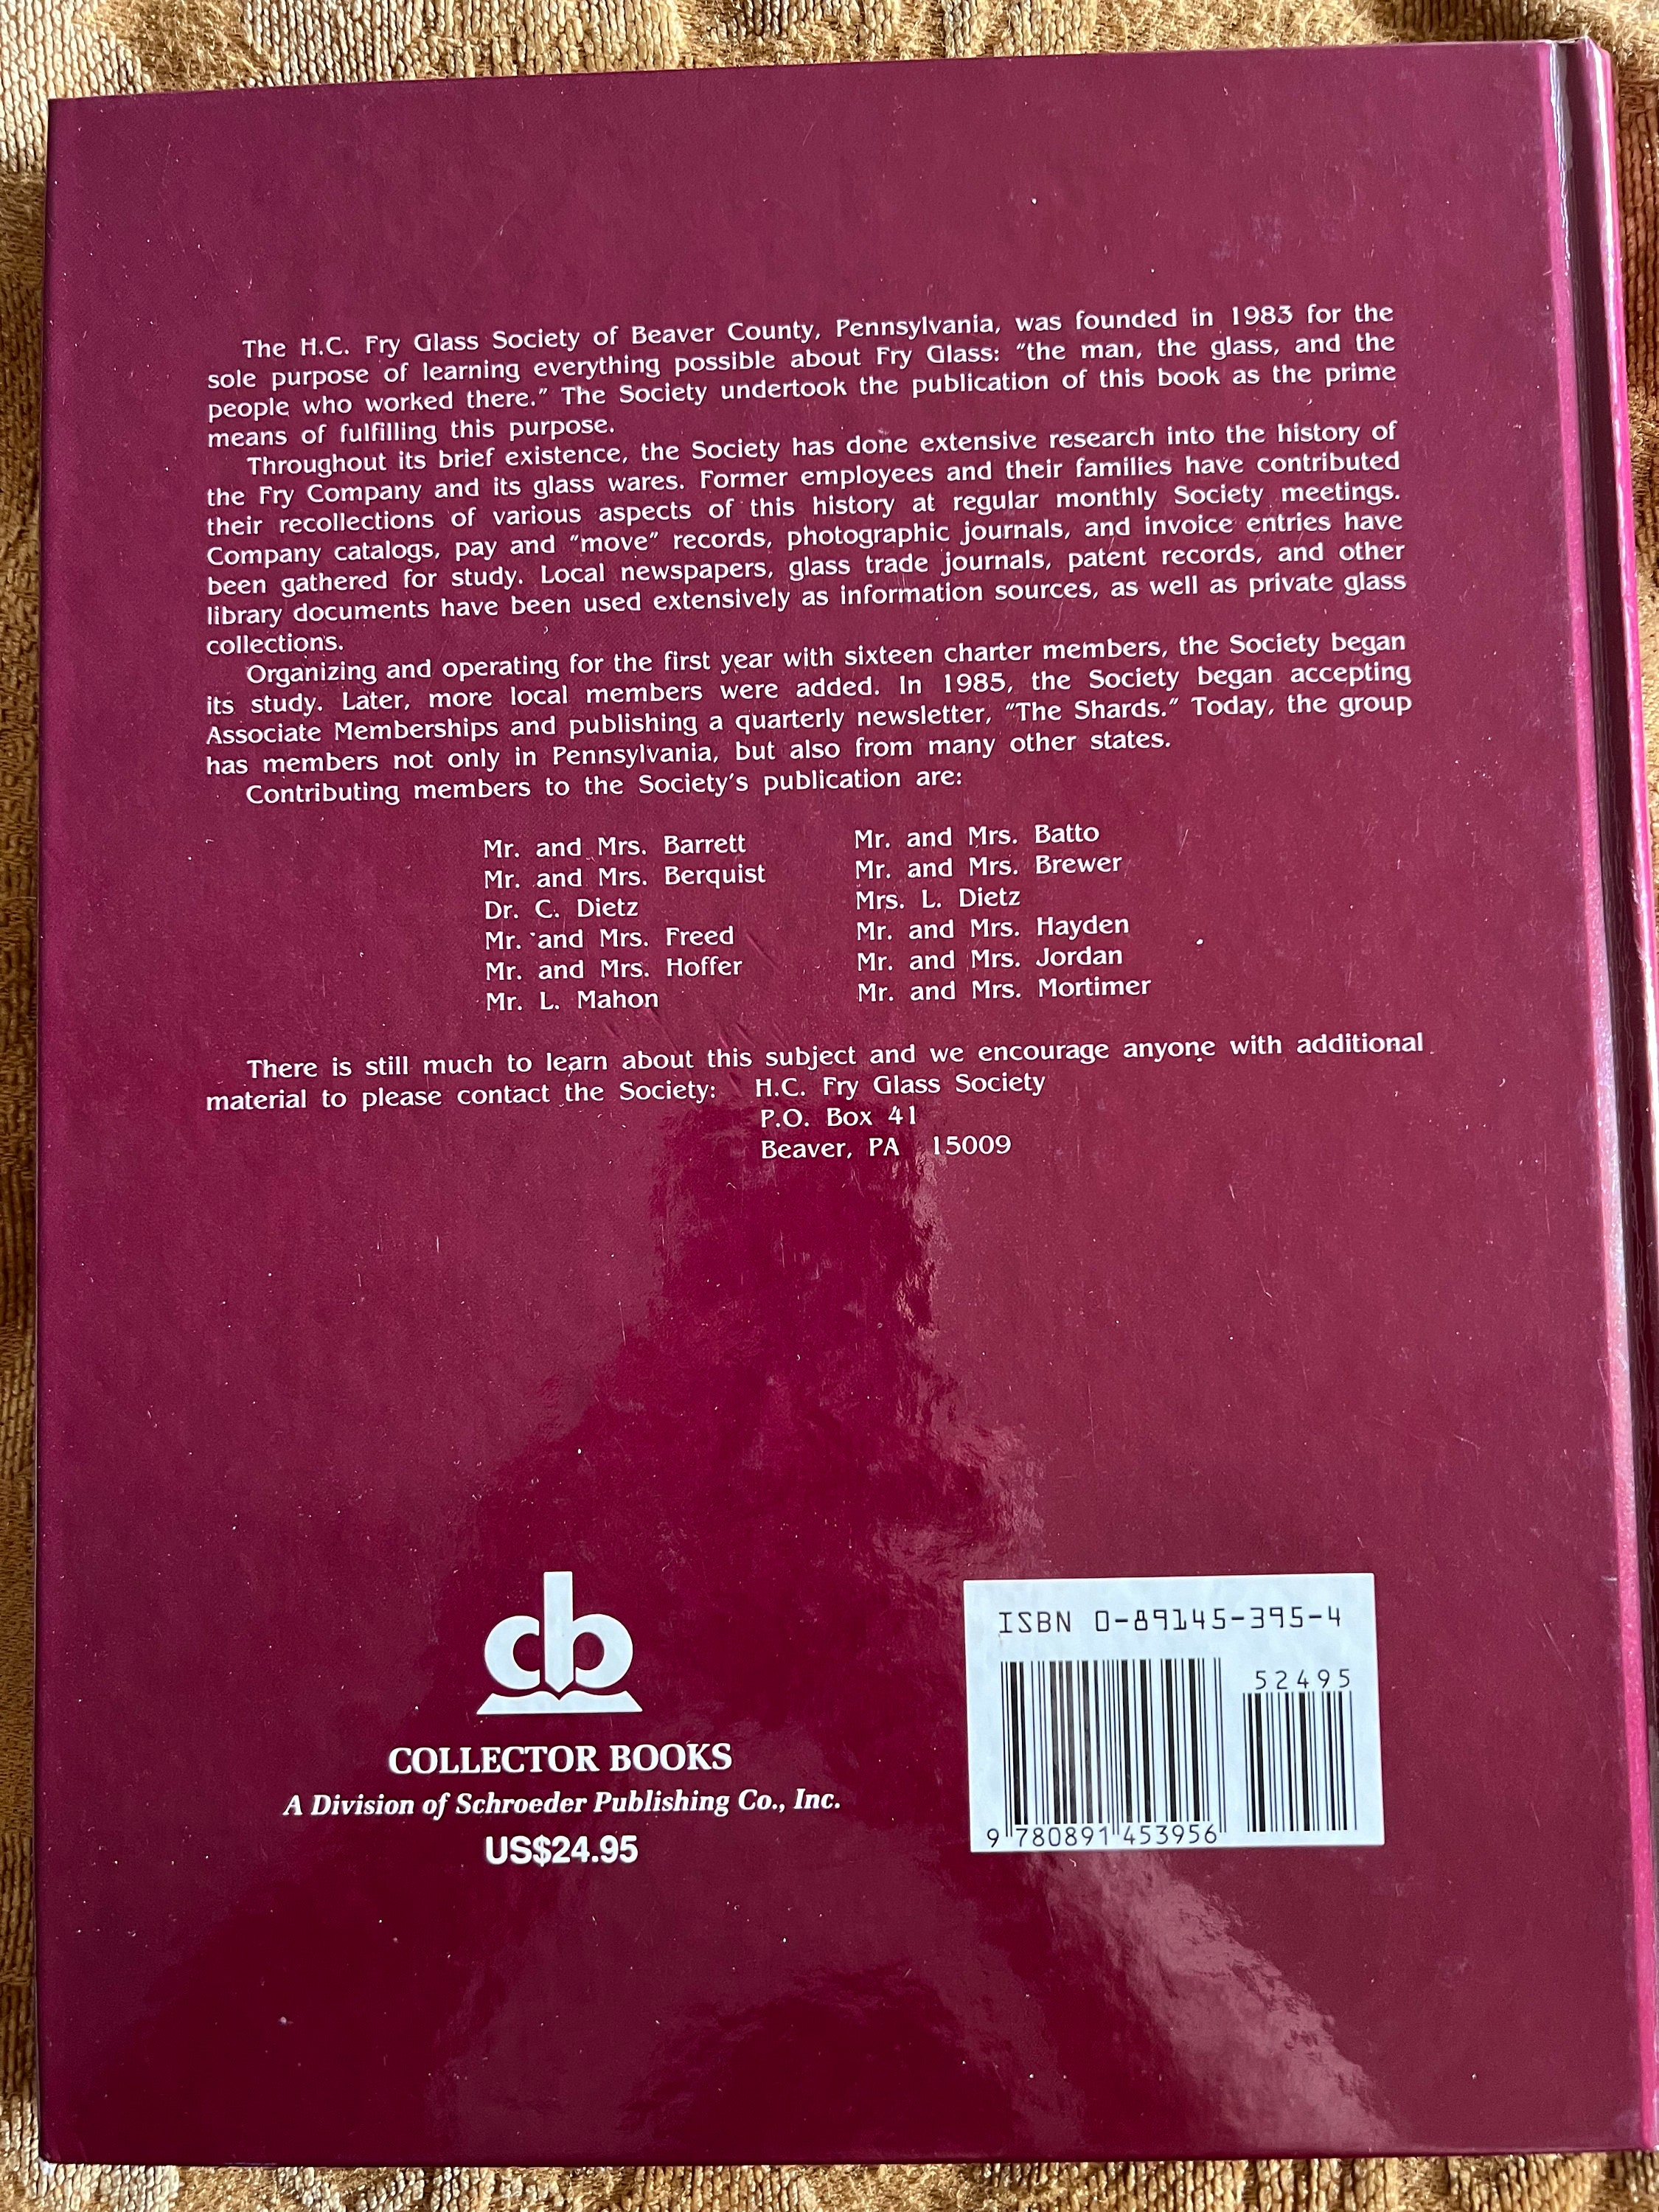 The H.C. Fry Glass Society of Beaver County, Pennsylvania, was founded in 1983 for the
sole purpose of learning everything possible about Fry Glass: "the man, the glass, and the
people who worked there." The Society undertook the publication of this book as the prime
means of fulfilling this purpose.
Throughout its brief existence, the Society has done extensive research into the history of
the Fry Company and its glass wares. Former employees and their families have contributed
their recollections of various aspects of this history at regular monthly Society meetings.
Company catalogs, pay and "move" records, photographic journals, and invoice entries have
been gathered for study. Local newspapers, glass trade journals, patent records, and other
library documents have been used extensively as information sources, as well as private glass
collections.
Organizing and operating for the first year with sixteen charter members, the Society began
its study. Later, more local members were added. In 1985, the Society began accepting
Associate Memberships and publishing a quarterly newsletter, "The Shards." Today, the group
has members not only in Pennsylvania, but also from many other states.
Contributing members to the Society's publication are:
Mr. and Mrs. Barrett Mr. and Mrs. Batto
Mr. and Mrs. Berquist Mr. and Mrs. Brewer
Dr. C. Dietz Mrs. L. Dietz
Mr. and Mrs. Freed Mr. and Mrs. Hayden
Mr. and Mrs. Hoffer Mr. and Mrs. Jordan
Mr. L. Mahon Mr. and Mrs. Mortimer
There is still much to learn about this subject and we encourage anyone with additional
material to please contact the Society: H.C. Fry Glass Society
P.O. Box 41
Beaver, PA 15009
cb
COLLECTOR BOOKS
A Division of Schroeder Publishing Co., Inc.
US$24.95
ISBN 0-89145-395-4
52495
9 780891 453956